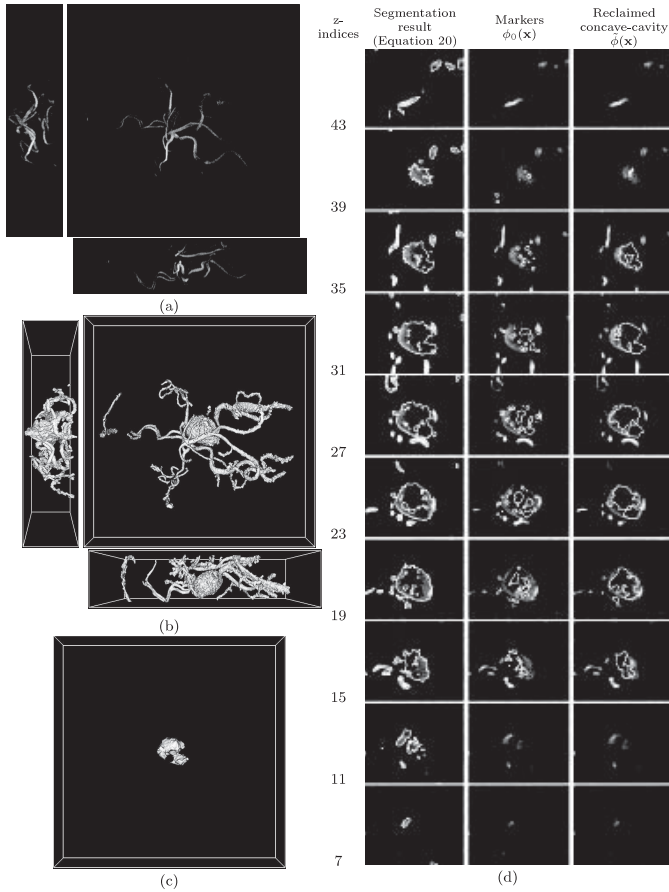 z-
indices
Segmentation
result
(Equation 20)
Markers
ϕ₀(x)
Reclaimed
concave-cavity
ϕ̂(x)
43
39
35
31
27
23
19
15
11
7
(a)
(b)
(c)
(d)